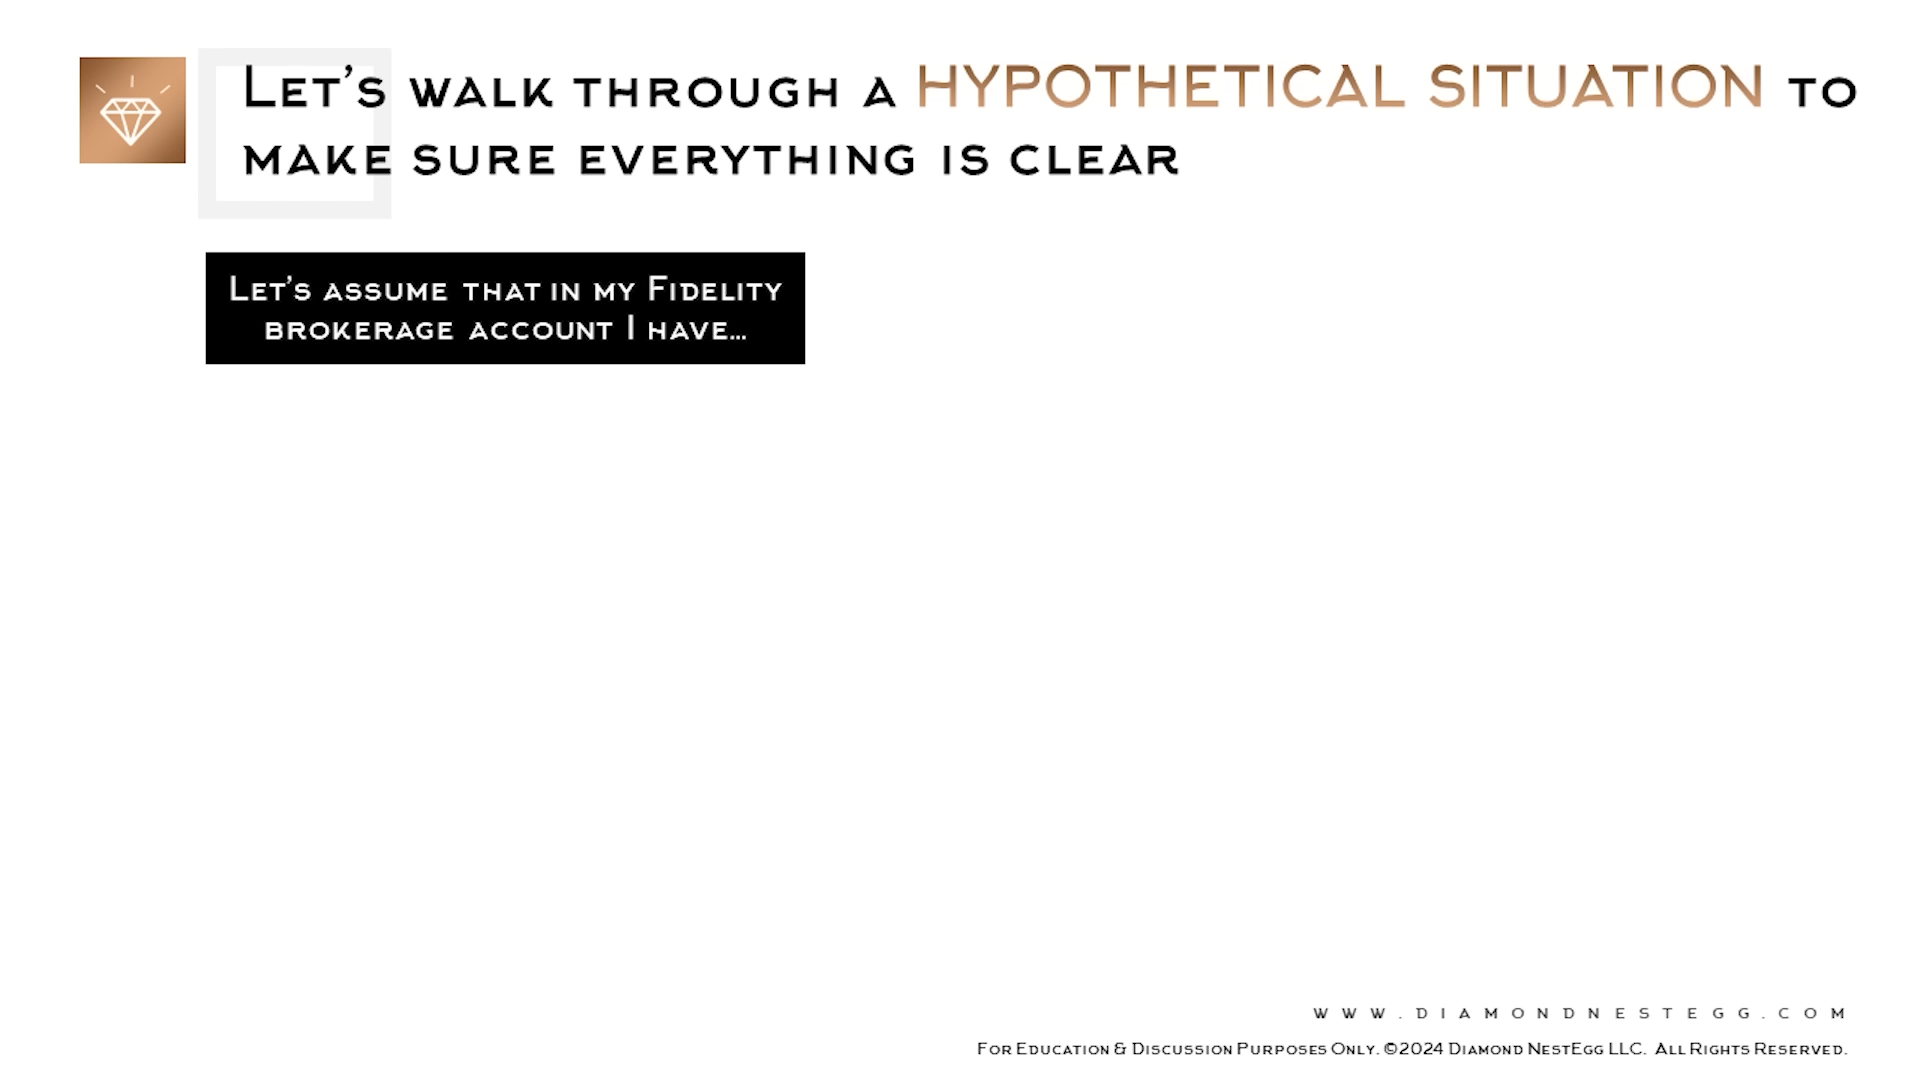 Let's walk through a HYPOTHETICAL SITUATION to
make sure everything is clear
Let's assume that in my Fidelity
brokerage account I have...
WWW.DIAMONDNESTEGG.COM
For Education & Discussion Purposes Only. ©2024 Diamond NestEgg LLC. All Rights Reserved.